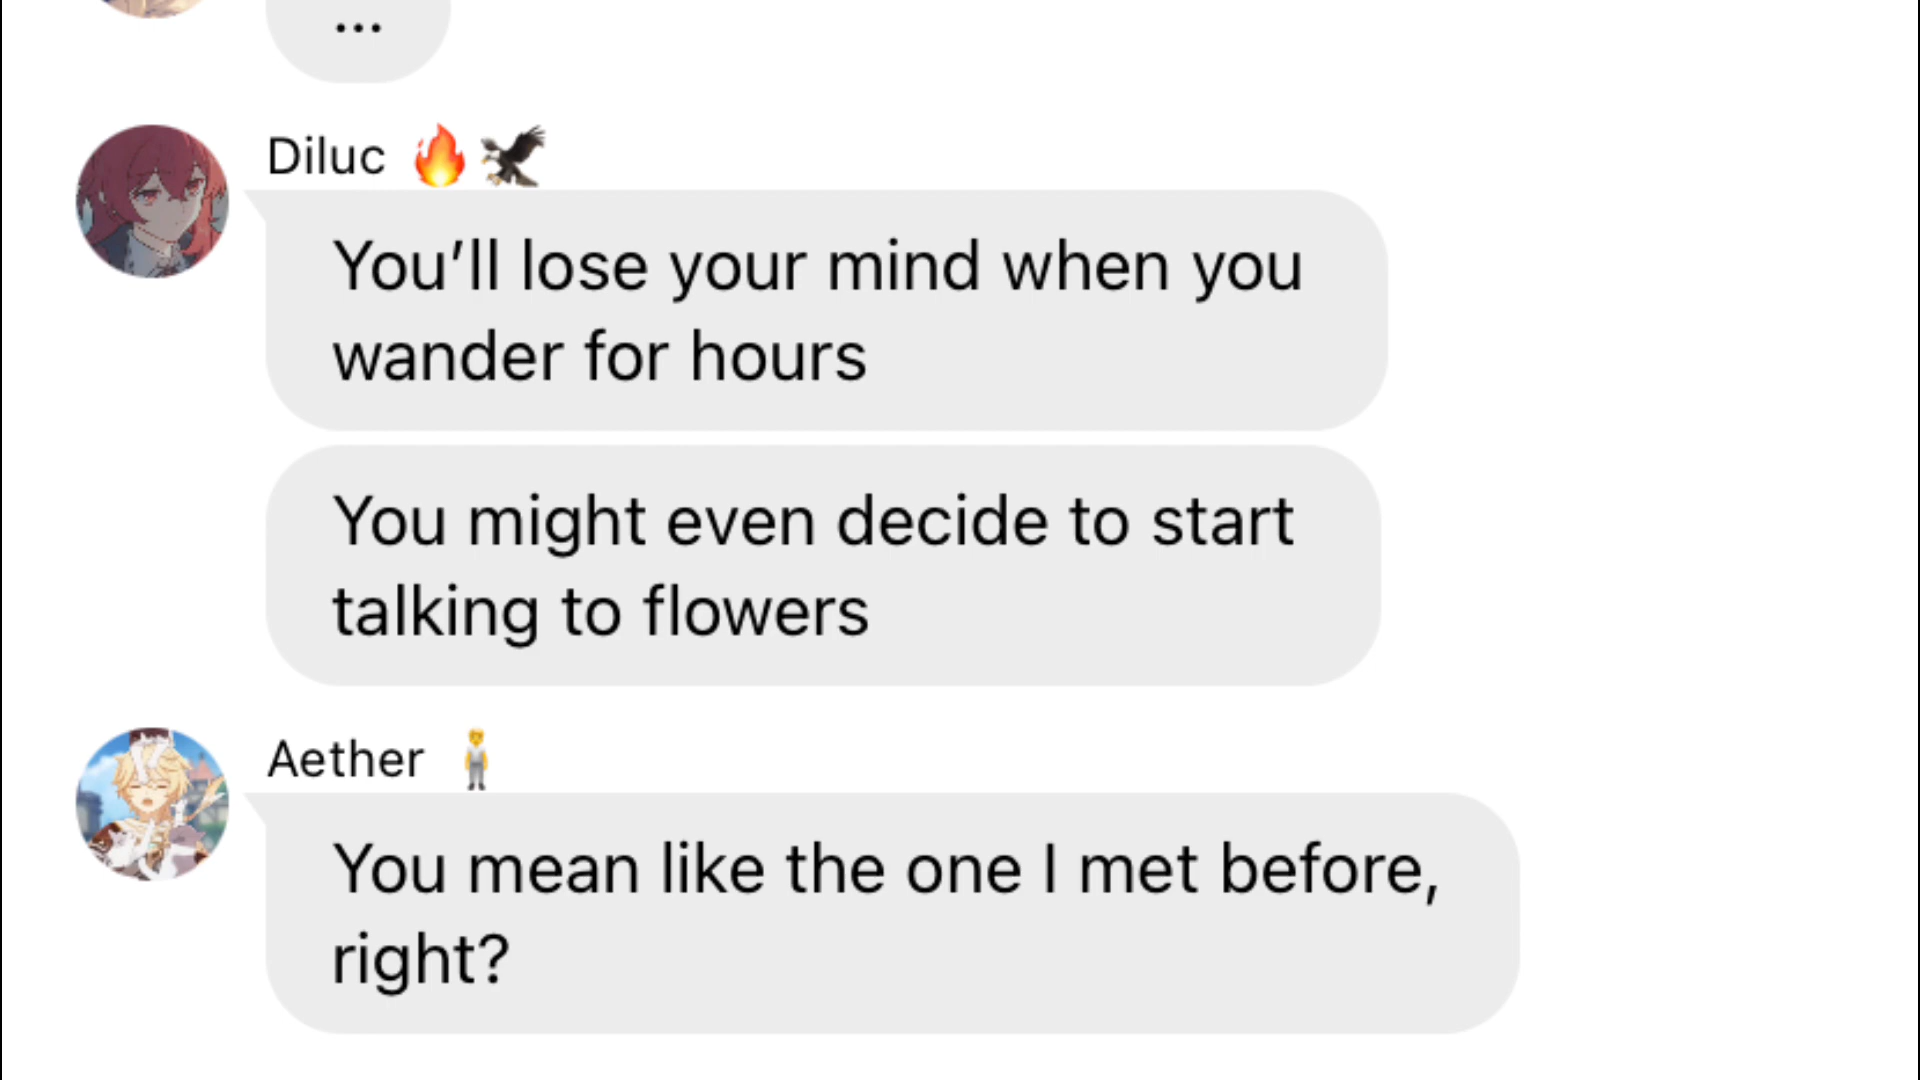 ...
Diluc 🔥🦅
You’ll lose your mind when you
wander for hours
You might even decide to start
talking to flowers
Aether 🧍
You mean like the one I met before,
right?